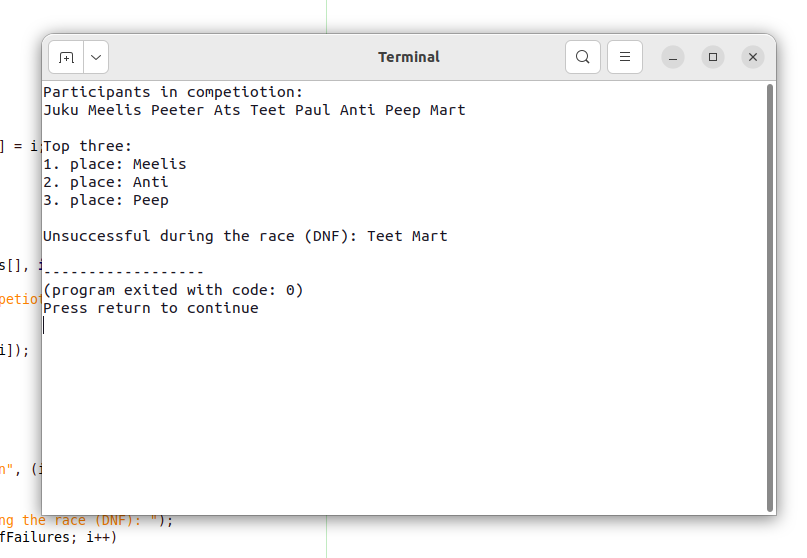 Terminal
Participants in competiotion:
Juku Meelis Peeter Ats Teet Paul Anti Peep Mart
] = i;
Top three:
1. place: Meelis
2. place: Anti
3. place: Peep
Unsuccessful during the race (DNF): Teet Mart
s[], i
------------------
(program exited with code: 0)
petiot
Press return to continue
i]);
n", (i
ng the race (DNF): ");
fFailures; i++)